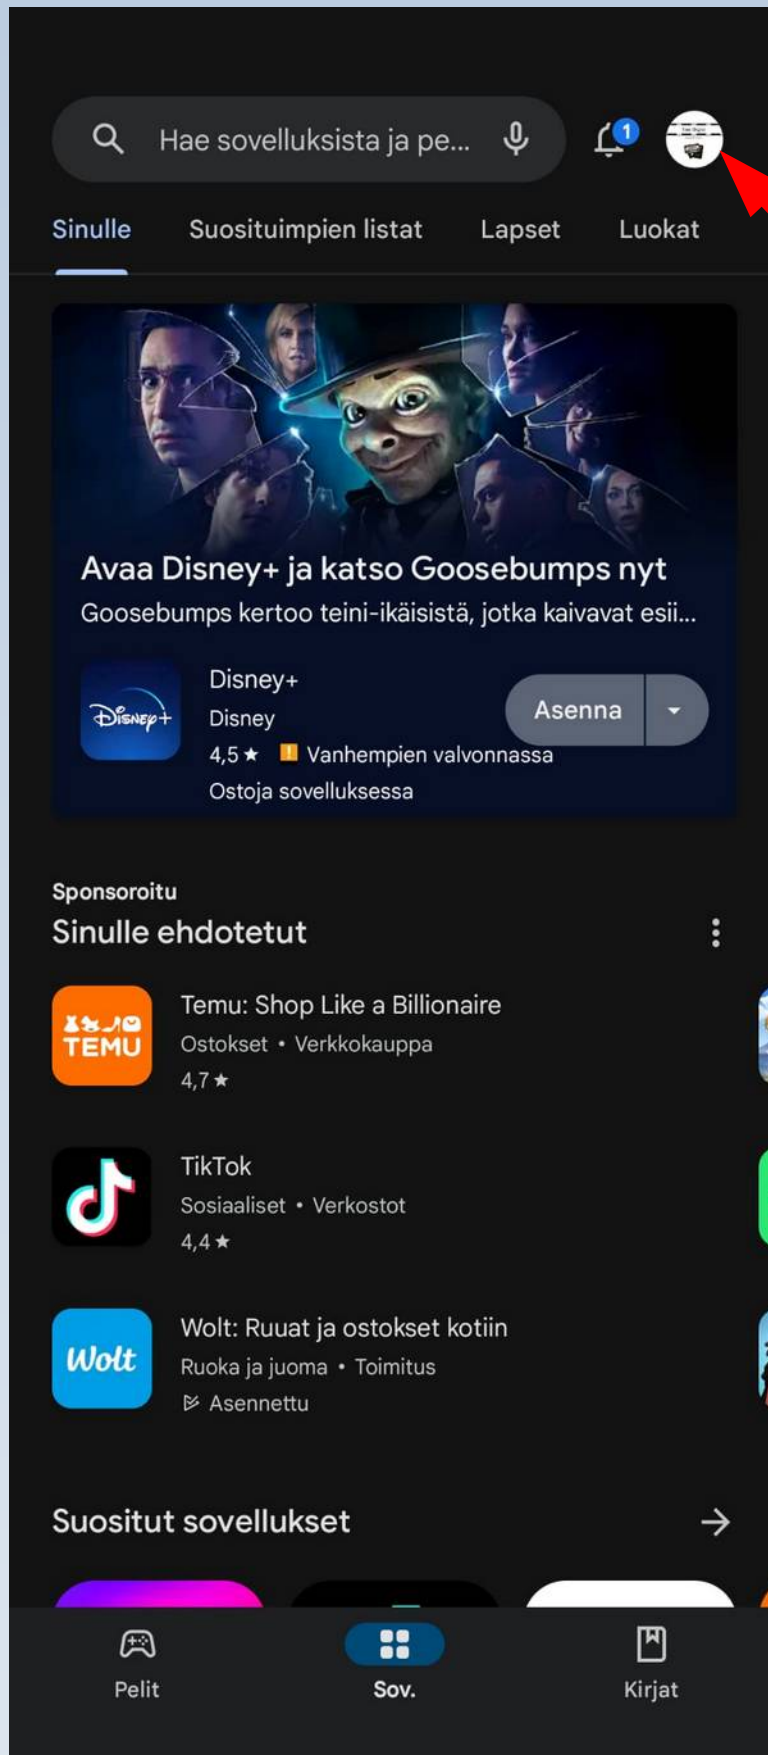 Hae sovelluksista ja pe...
1
Sinulle Suosituimpien listat Lapset Luokat
Avaa Disney+ ja katso Goosebumps nyt
Goosebumps kertoo teini-ikäisistä, jotka kaivavat esii...
Disney+
Disney+
Disney
Asenna
4,5 ★ Vanhempien valvonnassa
Ostoja sovelluksessa
Sponsoroitu
Sinulle ehdotetut
TEMU
Temu: Shop Like a Billionaire
Ostokset • Verkkokauppa
4,7 ★
TikTok
Sosiaaliset • Verkostot
4,4 ★
Wolt
Wolt: Ruuat ja ostokset kotiin
Ruoka ja juoma • Toimitus
Asennettu
Suositut sovellukset
Pelit Sov. Kirjat